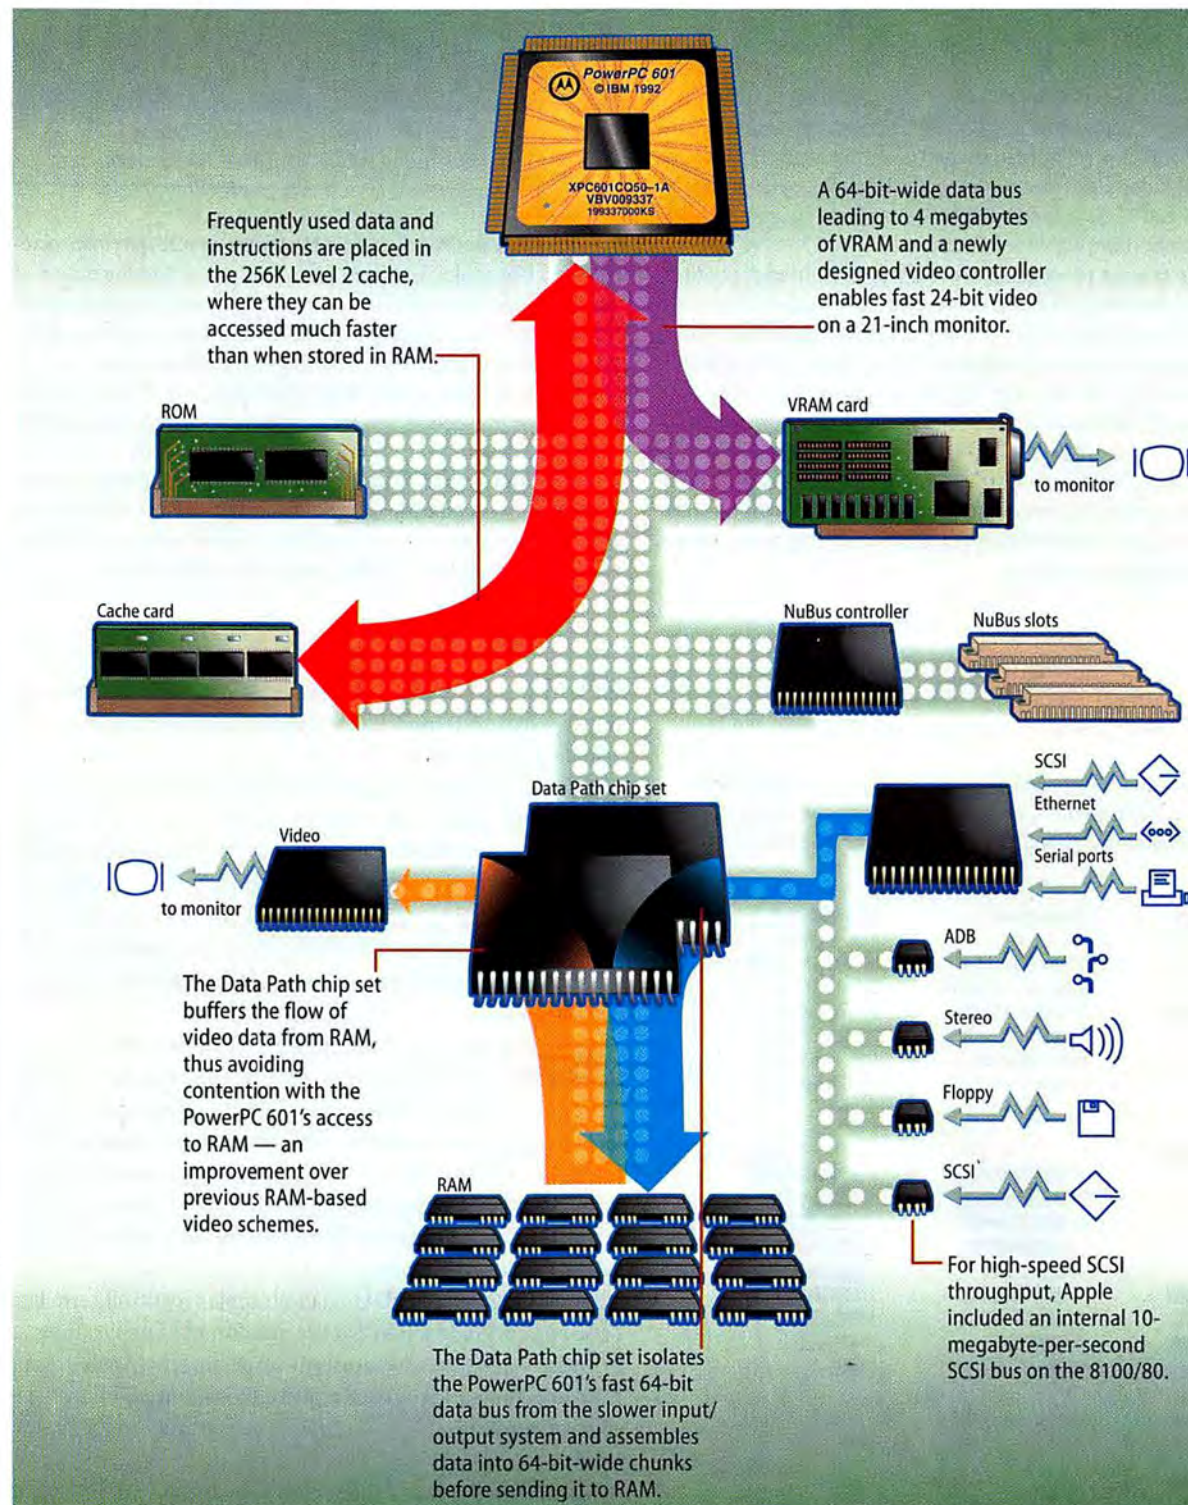 PowerPC 601
© IBM 1992
XPC601CQ50-1A
VBV009337
199337000KS
Frequently used data and
instructions are placed in
the 256K Level 2 cache,
where they can be
accessed much faster
than when stored in RAM.
A 64-bit-wide data bus
leading to 4 megabytes
of VRAM and a newly
designed video controller
enables fast 24-bit video
on a 21-inch monitor.
ROM
VRAM card
to monitor
Cache card
NuBus controller
NuBus slots
Data Path chip set
SCSI
Ethernet
Serial ports
Video
to monitor
ADB
Stereo
Floppy
SCSI
The Data Path chip set
buffers the flow of
video data from RAM,
thus avoiding
contention with the
PowerPC 601's access
to RAM — an
improvement over
previous RAM-based
video schemes.
RAM
For high-speed SCSI
throughput, Apple
included an internal 10-
megabyte-per-second
SCSI bus on the 8100/80.
The Data Path chip set isolates
the PowerPC 601's fast 64-bit
data bus from the slower input/
output system and assembles
data into 64-bit-wide chunks
before sending it to RAM.